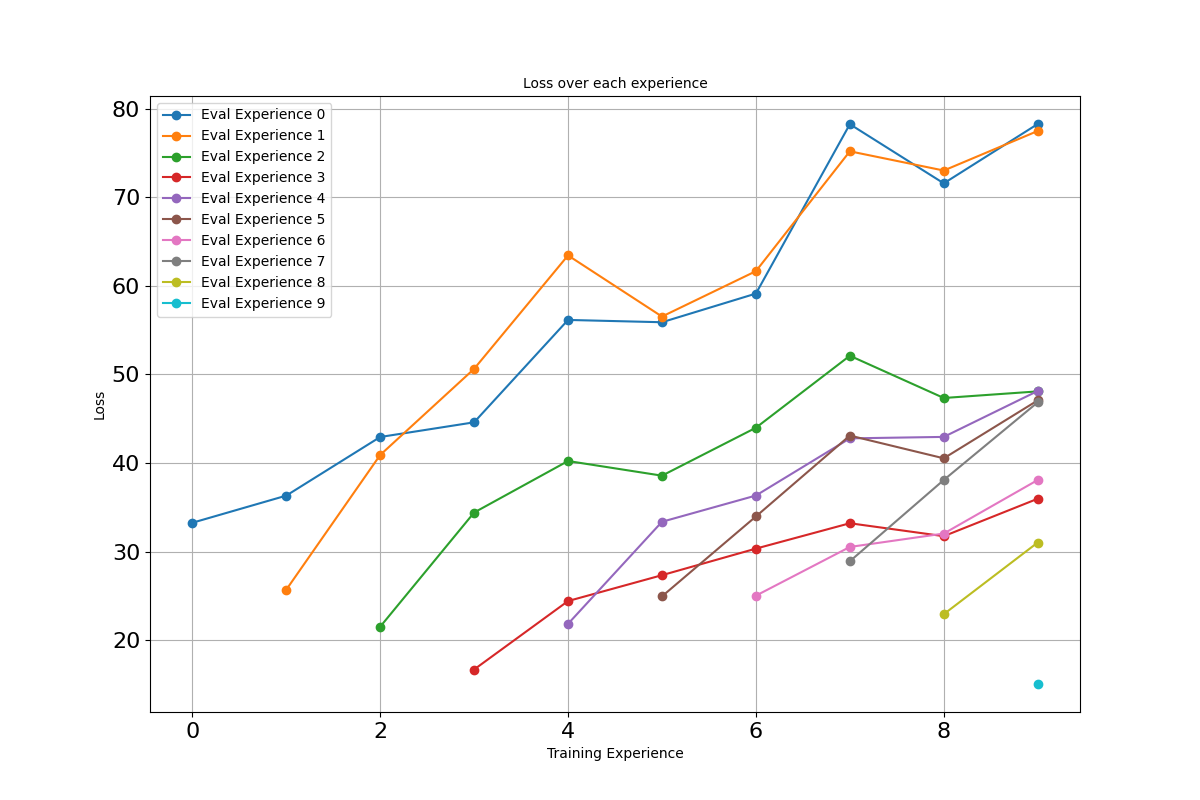 Loss over each experience
80
70
60
50
40
30
20
Loss
Eval Experience 0
Eval Experience 1
Eval Experience 2
Eval Experience 3
Eval Experience 4
Eval Experience 5
Eval Experience 6
Eval Experience 7
Eval Experience 8
Eval Experience 9
0 2 4 6 8
Training Experience